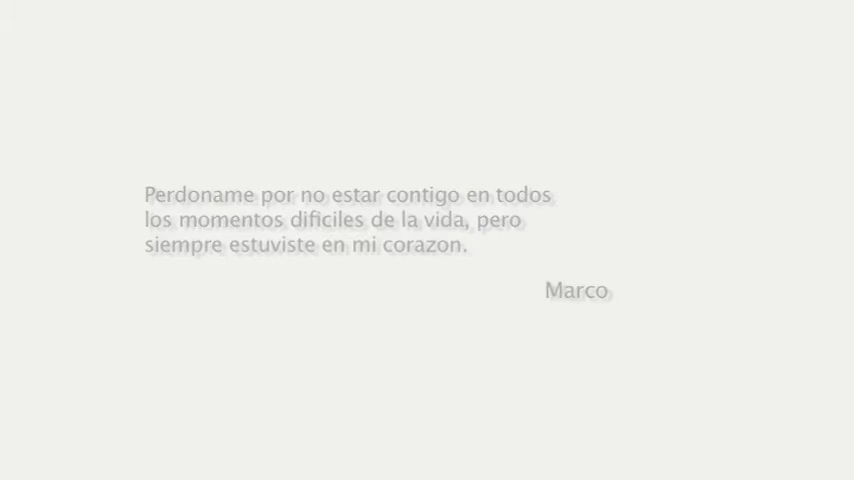 Perdoname por no estar contigo en todos
los momentos dificiles de la vida, pero
siempre estuviste en mi corazon.
Marco